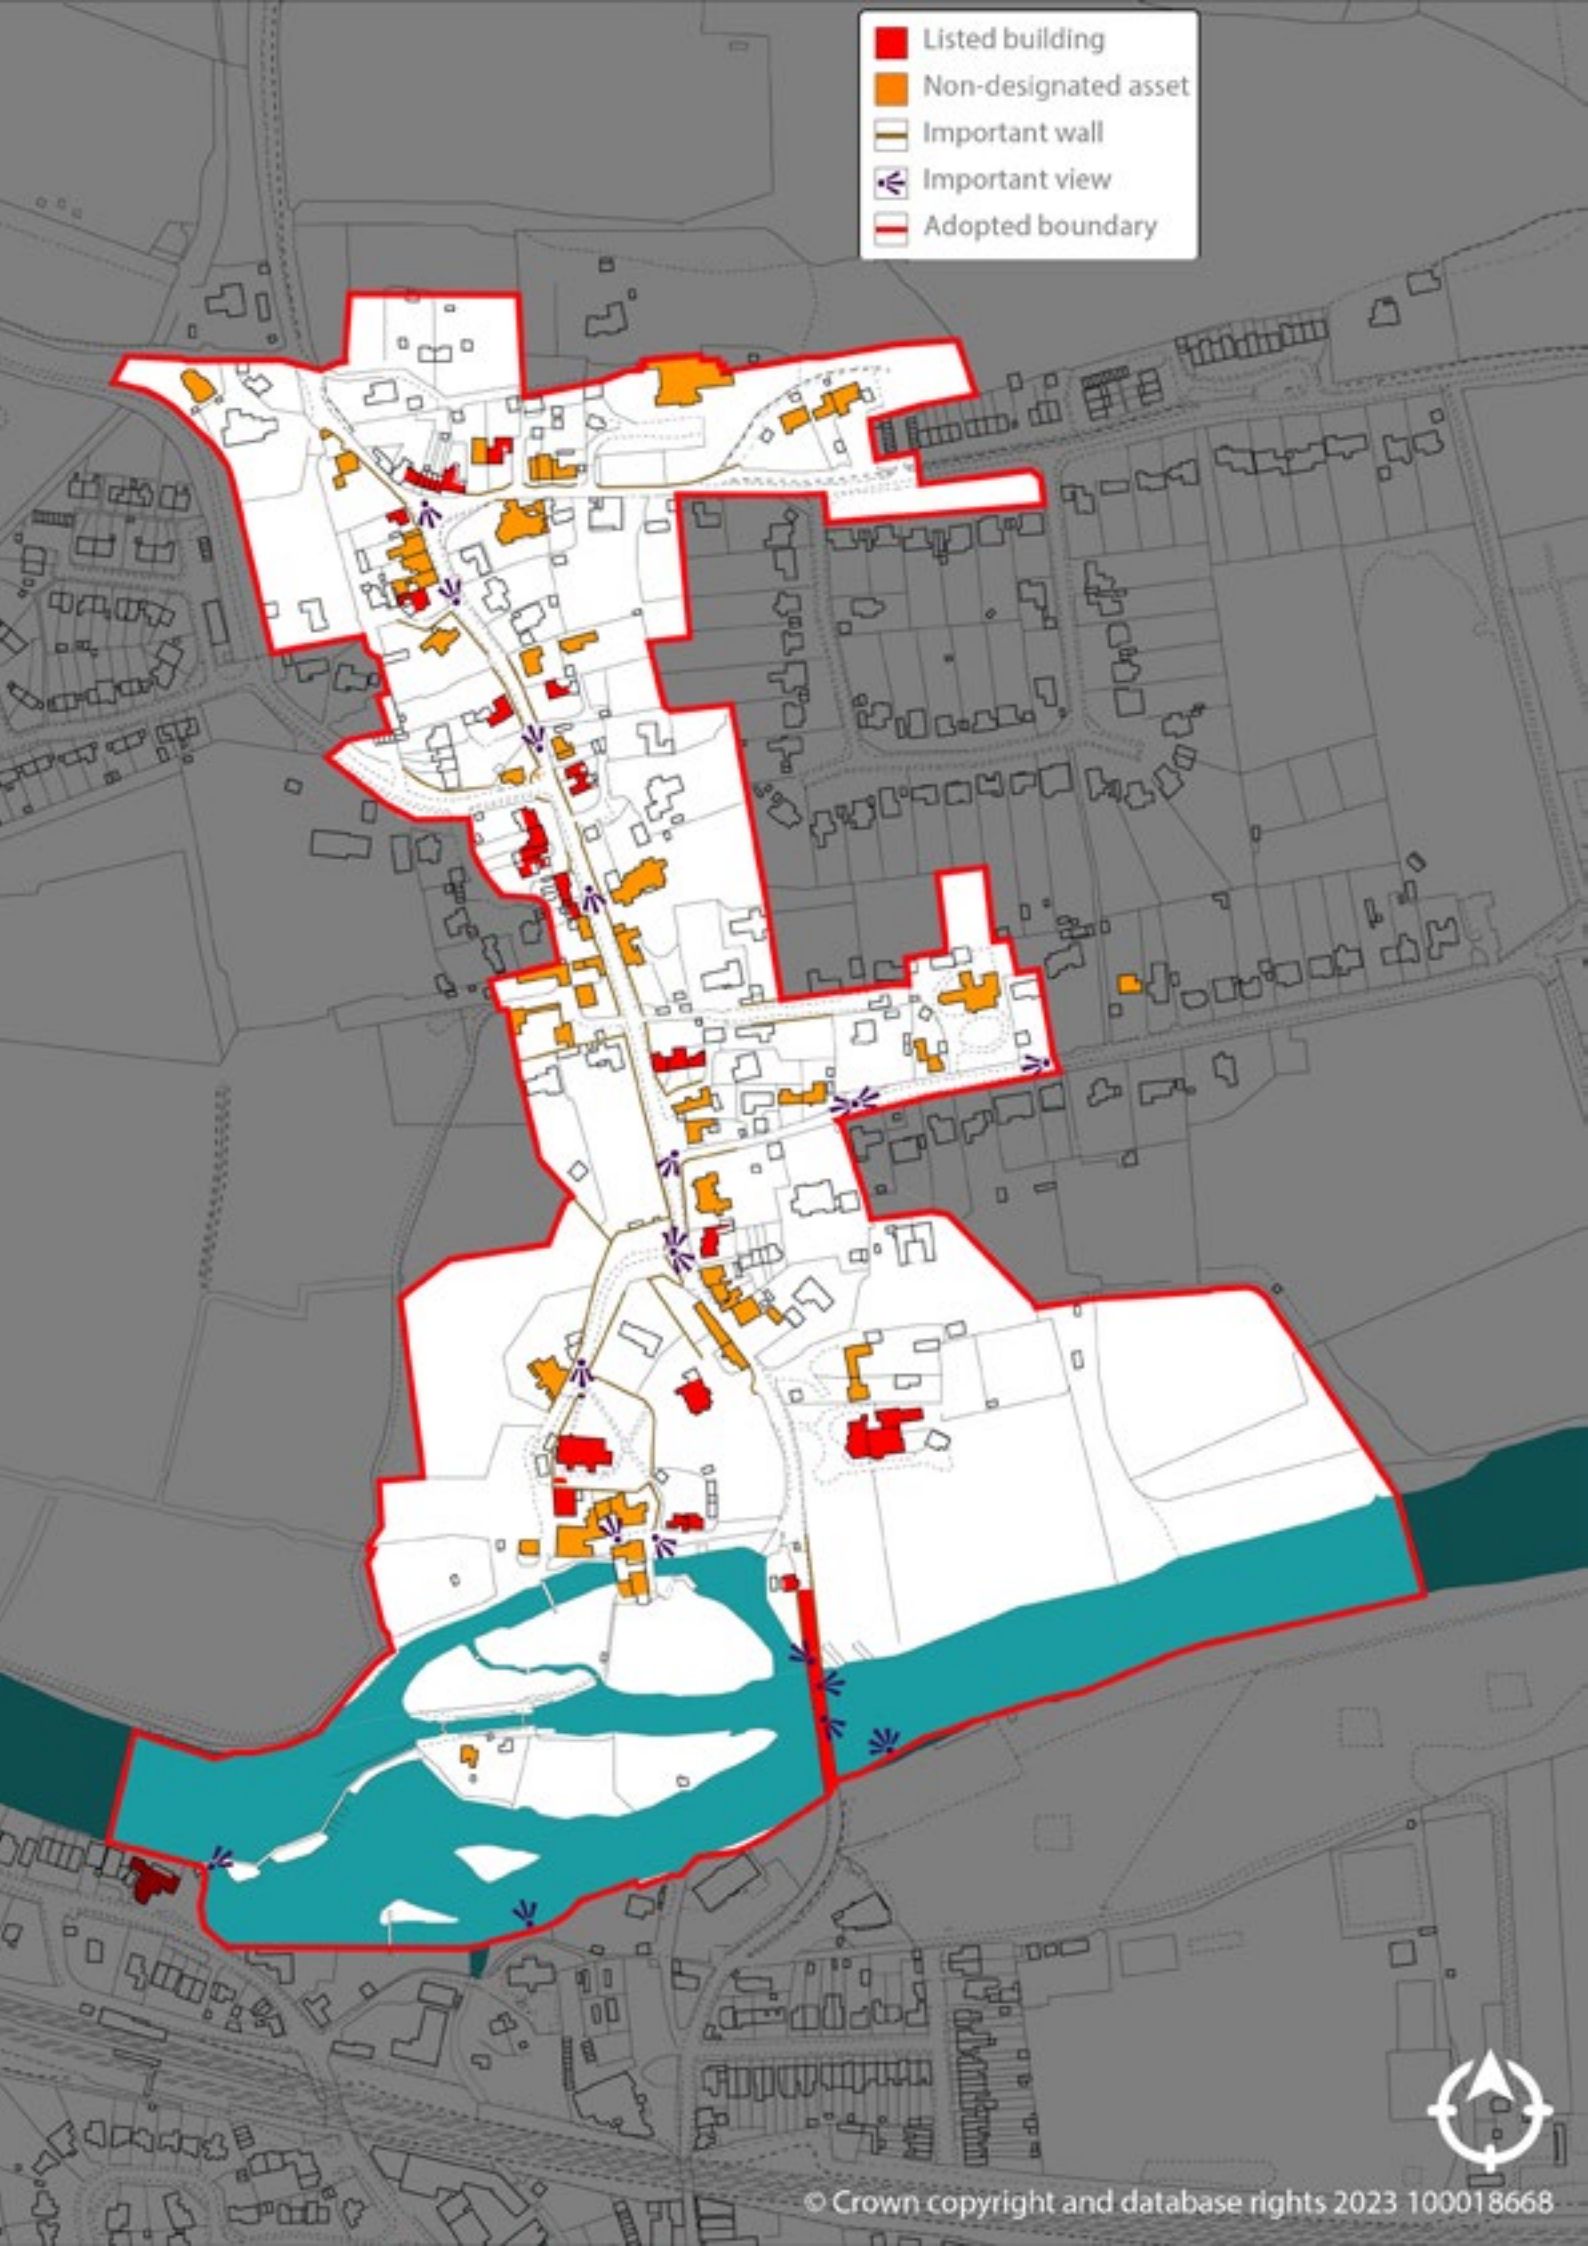 Listed building
Non-designated asset
Important wall
Important view
Adopted boundary
© Crown copyright and database rights 2023 100018668